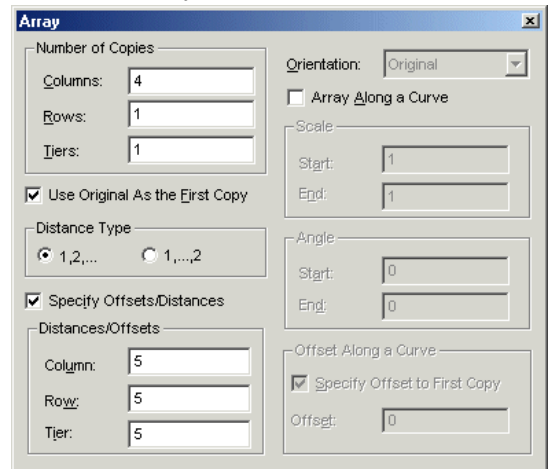 Array
Number of Copies
Columns: 4
Rows: 1
Tiers: 1
Use Original As the First Copy
Distance Type
1,2,... 1,...,2
Specify Offsets/Distances
Distances/Offsets
Column: 5
Row: 5
Tier: 5
Orientation: Original
Array Along a Curve
Scale
Start: 1
End: 1
Angle
Start: 0
End: 0
Offset Along a Curve
Specify Offset to First Copy
Offset: 0